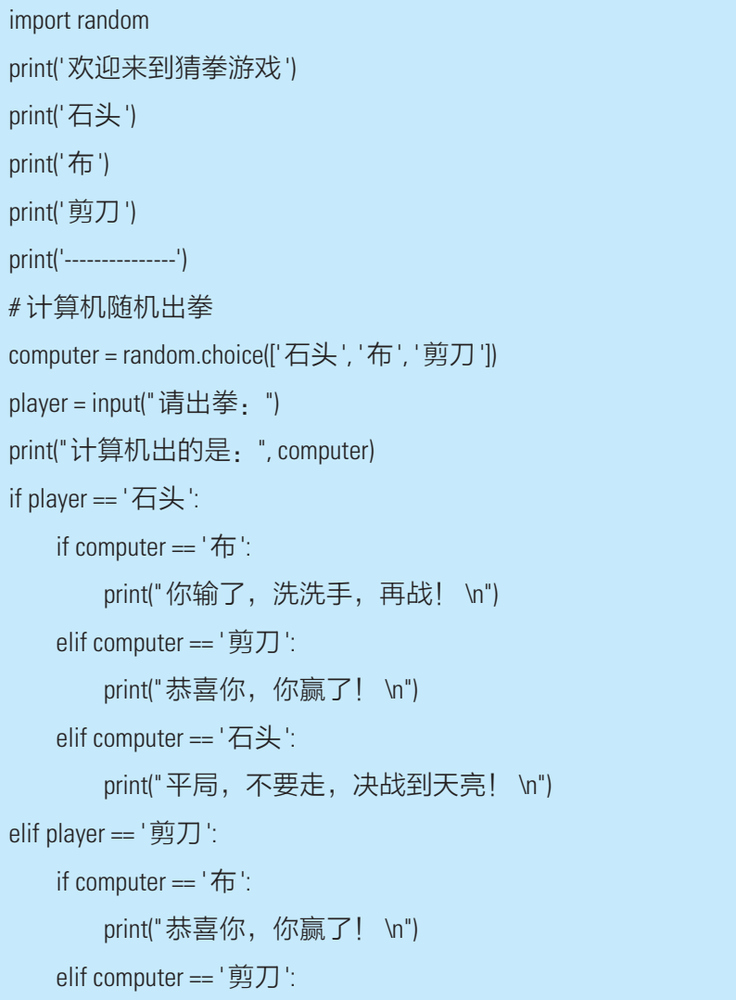 import random
print('欢迎来到猜拳游戏')
print('石头')
print('布')
print('剪刀')
print('---------------')
# 计算机随机出拳
computer = random.choice(['石头', '布', '剪刀'])
player = input("请出拳：")
print("计算机出的是：", computer)
if player == '石头':
    if computer == '布':
        print("你输了，洗洗手，再战！ \n")
    elif computer == '剪刀':
        print("恭喜你，你赢了！ \n")
    elif computer == '石头':
        print("平局，不要走，决战到天亮！ \n")
elif player == '剪刀':
    if computer == '布':
        print("恭喜你，你赢了！ \n")
    elif computer == '剪刀':